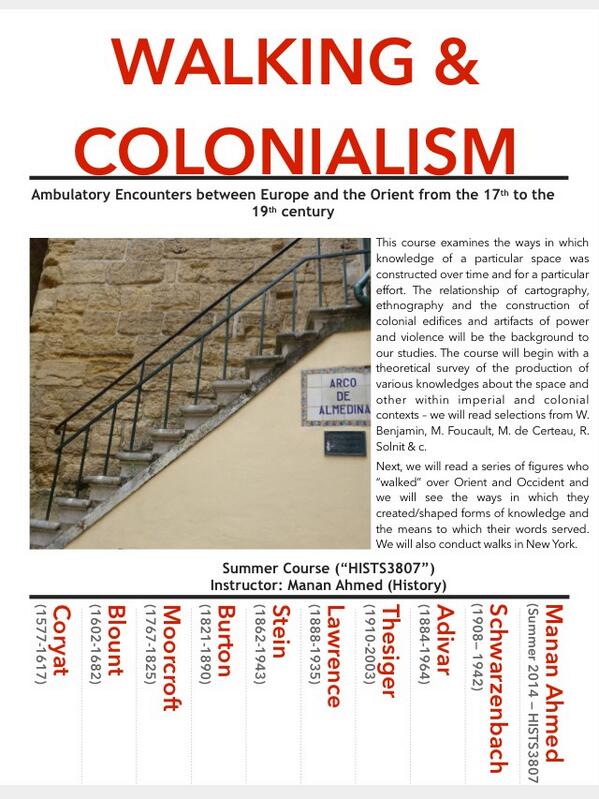 WALKING &
COLONIALISM
Ambulatory Encounters between Europe and the Orient from the 17th to the
19th century
This course examines the ways in which
knowledge of a particular space was
constructed over time and for a particular
effort. The relationship of cartography,
ethnography and the construction of
colonial edifices and artifacts of power
and violence will be the background to
our studies. The course will begin with a
theoretical survey of the production of
various knowledges about the space and
other within imperial and colonial
contexts – we will read selections from W.
Benjamin, M. Foucault, M. de Certeau, R.
Solnit & c.
Next, we will read a series of figures who
“walked” over Orient and Occident and
we will see the ways in which they
created/shaped forms of knowledge and
the means to which their words served.
We will also conduct walks in New York.
ARCO
DE
ALMEDINA
Summer Course (“HISTS3807”)
Instructor: Manan Ahmed (History)
Coryat
(1577-1617)
Blount
(1602-1682)
Moorcroft
(1767-1825)
Burton
(1821-1890)
Stein
(1862-1943)
Lawrence
(1888-1935)
Thesiger
(1910-2003)
Adivar
(1884-1964)
Schwarzenbach
(1908– 1942)
Manan Ahmed
(Summer 2014 – HISTS3807